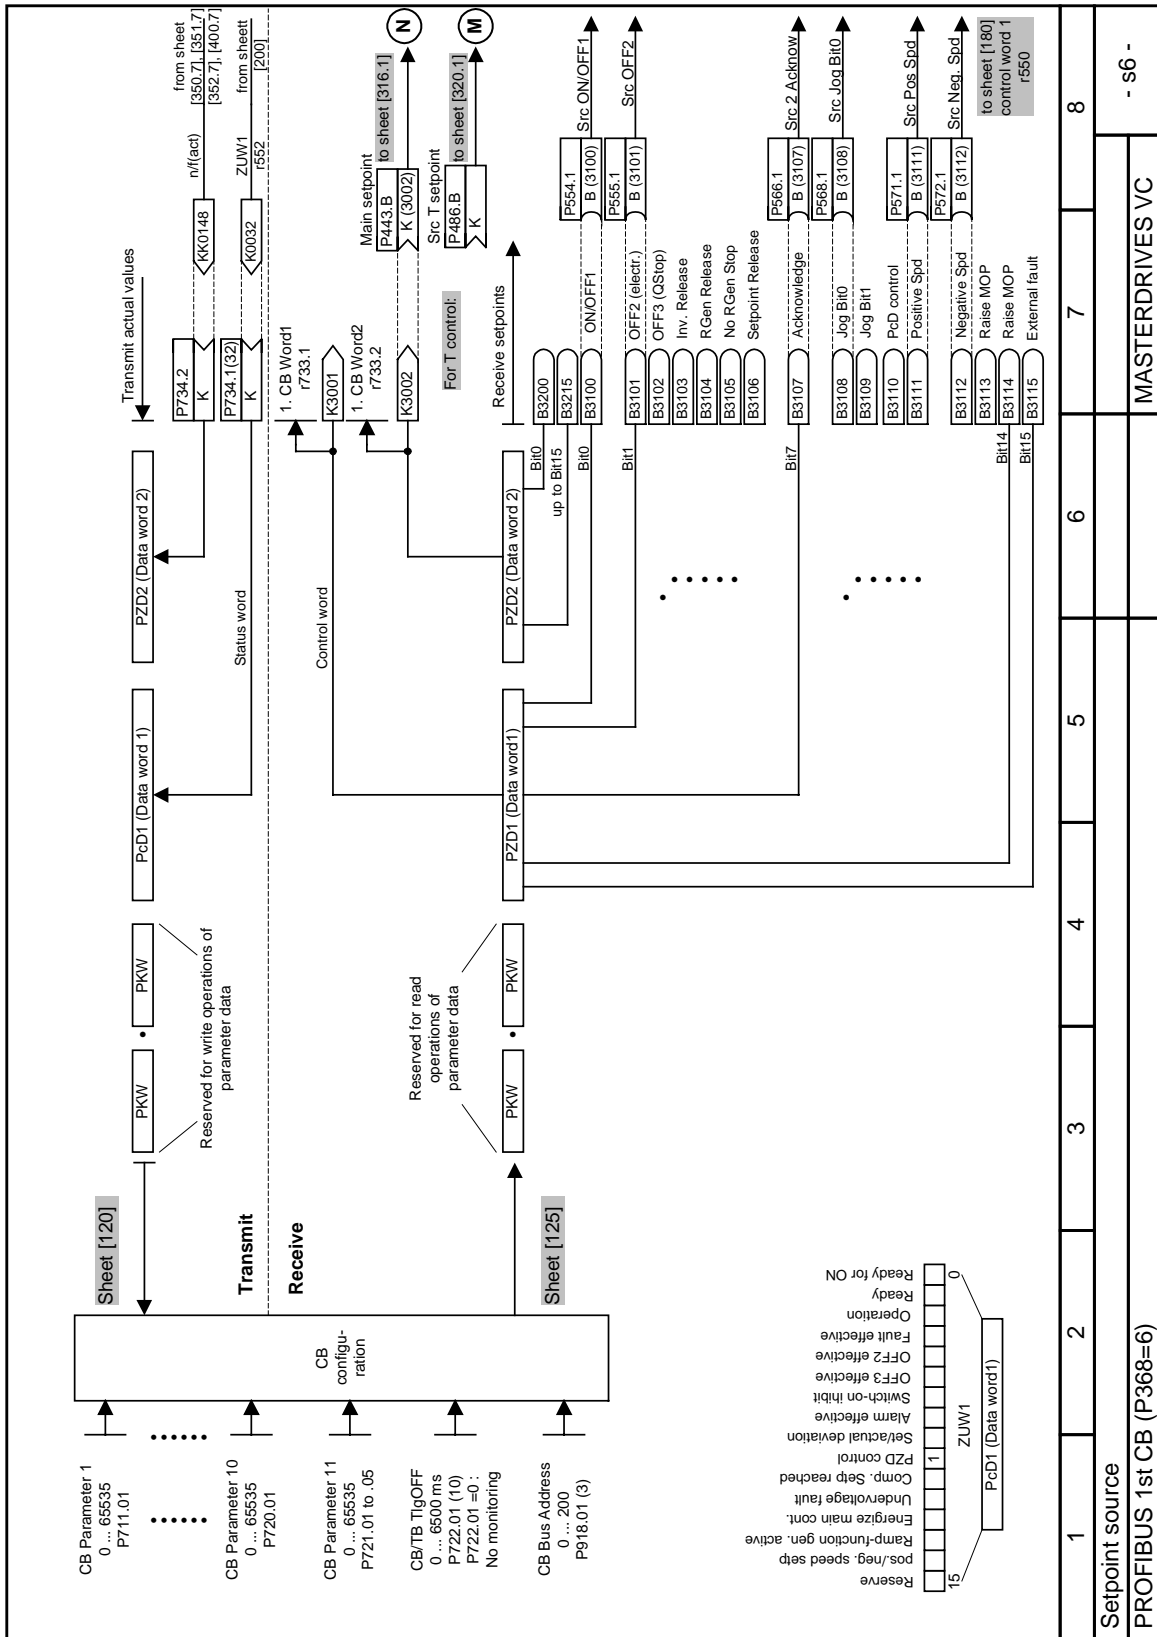 Transmit actual values
from sheet
[350.7], [351.7]
[352.7], [400.7]
n/f(act)
from sheett
[200]
ZUW1
r552
KK0148
K0032
P734.2
K
P734.1(32)
K
PZD2 (Data word 2)
PcD1 (Data word 1)
Status word
PKW
PKW
Reserved for write operations of
parameter data
Sheet [120]
Transmit
Receive
CB
configu-
ration
CB Parameter 1
0 ... 65535
P711.01
CB Parameter 10
0 ... 65535
P720.01
CB Parameter 11
0 ... 65535
P721.01 to .05
CB/TB TlgOFF
0 ... 6500 ms
P722.01 (10)
P722.01 =0 :
No monitoring
CB Bus Address
0 ... 200
P918.01 (3)
Sheet [125]
PKW
PKW
Reserved for read
operations of
parameter data
PZD1 (Data word1)
PZD2 (Data word 2)
Control word
1. CB Word1
r733.1
K3001
1. CB Word2
r733.2
K3002
Main setpoint
P443.B
K (3002)
to sheet [316.1]
N
Src T setpoint
P486.B
K
to sheet [320.1]
M
For T control:
Receive setpoints
Bit0
B3200
up to Bit15
B3215
Bit0
B3100
ON/OFF1
P554.1
B (3100)
Src ON/OFF1
Bit1
B3101
OFF2 (electr.)
P555.1
B (3101)
Src OFF2
B3102
OFF3 (QStop)
B3103
Inv. Release
B3104
RGen Release
B3105
No RGen Stop
B3106
Setpoint Release
Bit7
B3107
Acknowledge
P566.1
B (3107)
Src 2 Acknow
B3108
Jog Bit0
P568.1
B (3108)
Src Jog Bit0
B3109
Jog Bit1
B3110
PcD control
B3111
Positive Spd
P571.1
B (3111)
Src Pos Spd
B3112
Negative Spd
P572.1
B (3112)
Src Neg. Spd
B3113
Raise MOP
Bit14
B3114
Raise MOP
Bit15
B3115
External fault
to sheet [180]
control word 1
r550
Reserve
pos./neg. speed setp
Ramp-function gen. active
Energize main cont.
Undervoltage fault
Comp. Setp reached
PZD control
Set/actual deviation
Alarm effective
Switch-on ihibit
OFF3 effective
OFF2 effective
Fault effective
Operation
Ready
Ready for ON
1
15
ZUW1
0
PcD1 (Data word1)
1
2
3
4
5
6
7
8
Setpoint source
PROFIBUS 1st CB (P368=6)
MASTERDRIVES VC
- s6 -